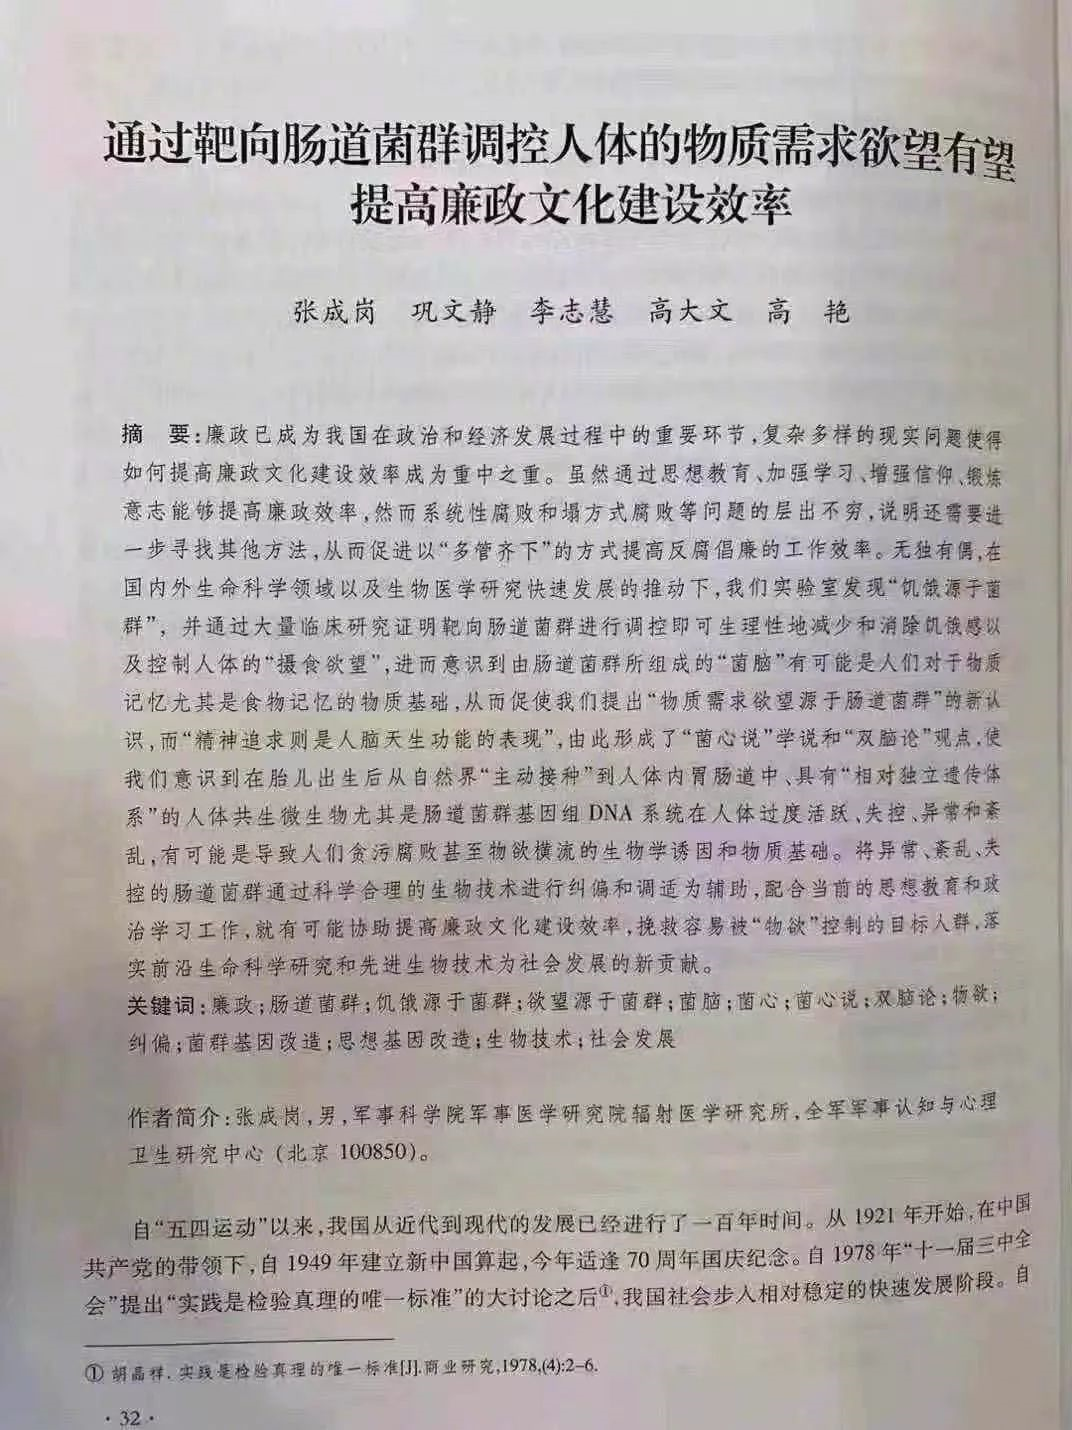 通过靶向肠道菌群调控人体的物质需求欲望有望
提高廉政文化建设效率
张成岗 巩文静 李志慧 高大文 高 艳
摘 要:廉政已成为我国在政治和经济发展过程中的重要环节,复杂多样的现实问题使得
如何提高廉政文化建设效率成为重中之重。虽然通过思想教育、加强学习、增强信仰、锻炼
意志能够提高廉政效率,然而系统性腐败和塌方式腐败等问题的层出不穷,说明还需要进
一步寻找其他方法,从而促进以“多管齐下”的方式提高反腐倡廉的工作效率。无独有偶,在
国内外生命科学领域以及生物医学研究快速发展的推动下,我们实验室发现“饥饿源于菌
群”，并通过大量临床研究证明靶向肠道菌群进行调控即可生理性地减少和消除饥饿感以
及控制人体的“摄食欲望”,进而意识到由肠道菌群所组成的“菌脑”有可能是人们对于物质
记忆尤其是食物记忆的物质基础,从而促使我们提出“物质需求欲望源于肠道菌群”的新认
识,而“精神追求则是人脑天生功能的表现”,由此形成了“菌心说”学说和“双脑论”观点,使
我们意识到在胎儿出生后从自然界“主动接种”到人体内胃肠道中、具有“相对独立遗传体
系”的人体共生微生物尤其是肠道菌群基因组 DNA 系统在人体过度活跃、失控、异常和紊
乱,有可能是导致人们贪污腐败甚至物欲横流的生物学诱因和物质基础。将异常、紊乱、失
控的肠道菌群通过科学合理的生物技术进行纠偏和调适为辅助,配合当前的思想教育和政
治学习工作,就有可能协助提高廉政文化建设效率,挽救容易被“物欲”控制的目标人群,落
实前沿生命科学研究和先进生物技术为社会发展的新贡献。
关键词:廉政;肠道菌群;饥饿源于菌群;欲望源于菌群;菌脑;菌心;菌心说;双脑论;物欲;
纠偏;菌群基因改造;思想基因改造;生物技术;社会发展
作者简介:张成岗,男,军事科学院军事医学研究院辐射医学研究所,全军军事认知与心理
卫生研究中心 (北京 100850)。
自“五四运动”以来,我国从近代到现代的发展已经进行了一百年时间。从 1921 年开始,在中国
共产党的带领下,自 1949 年建立新中国算起,今年适逢 70 周年国庆纪念。自 1978 年“十一届三中全
会”提出“实践是检验真理的唯一标准”的大讨论之后①,我国社会步人相对稳定的快速发展阶段。自
① 胡晶祥. 实践是检验真理的唯一标准[J].商业研究,1978,(4):2-6.
· 32 ·